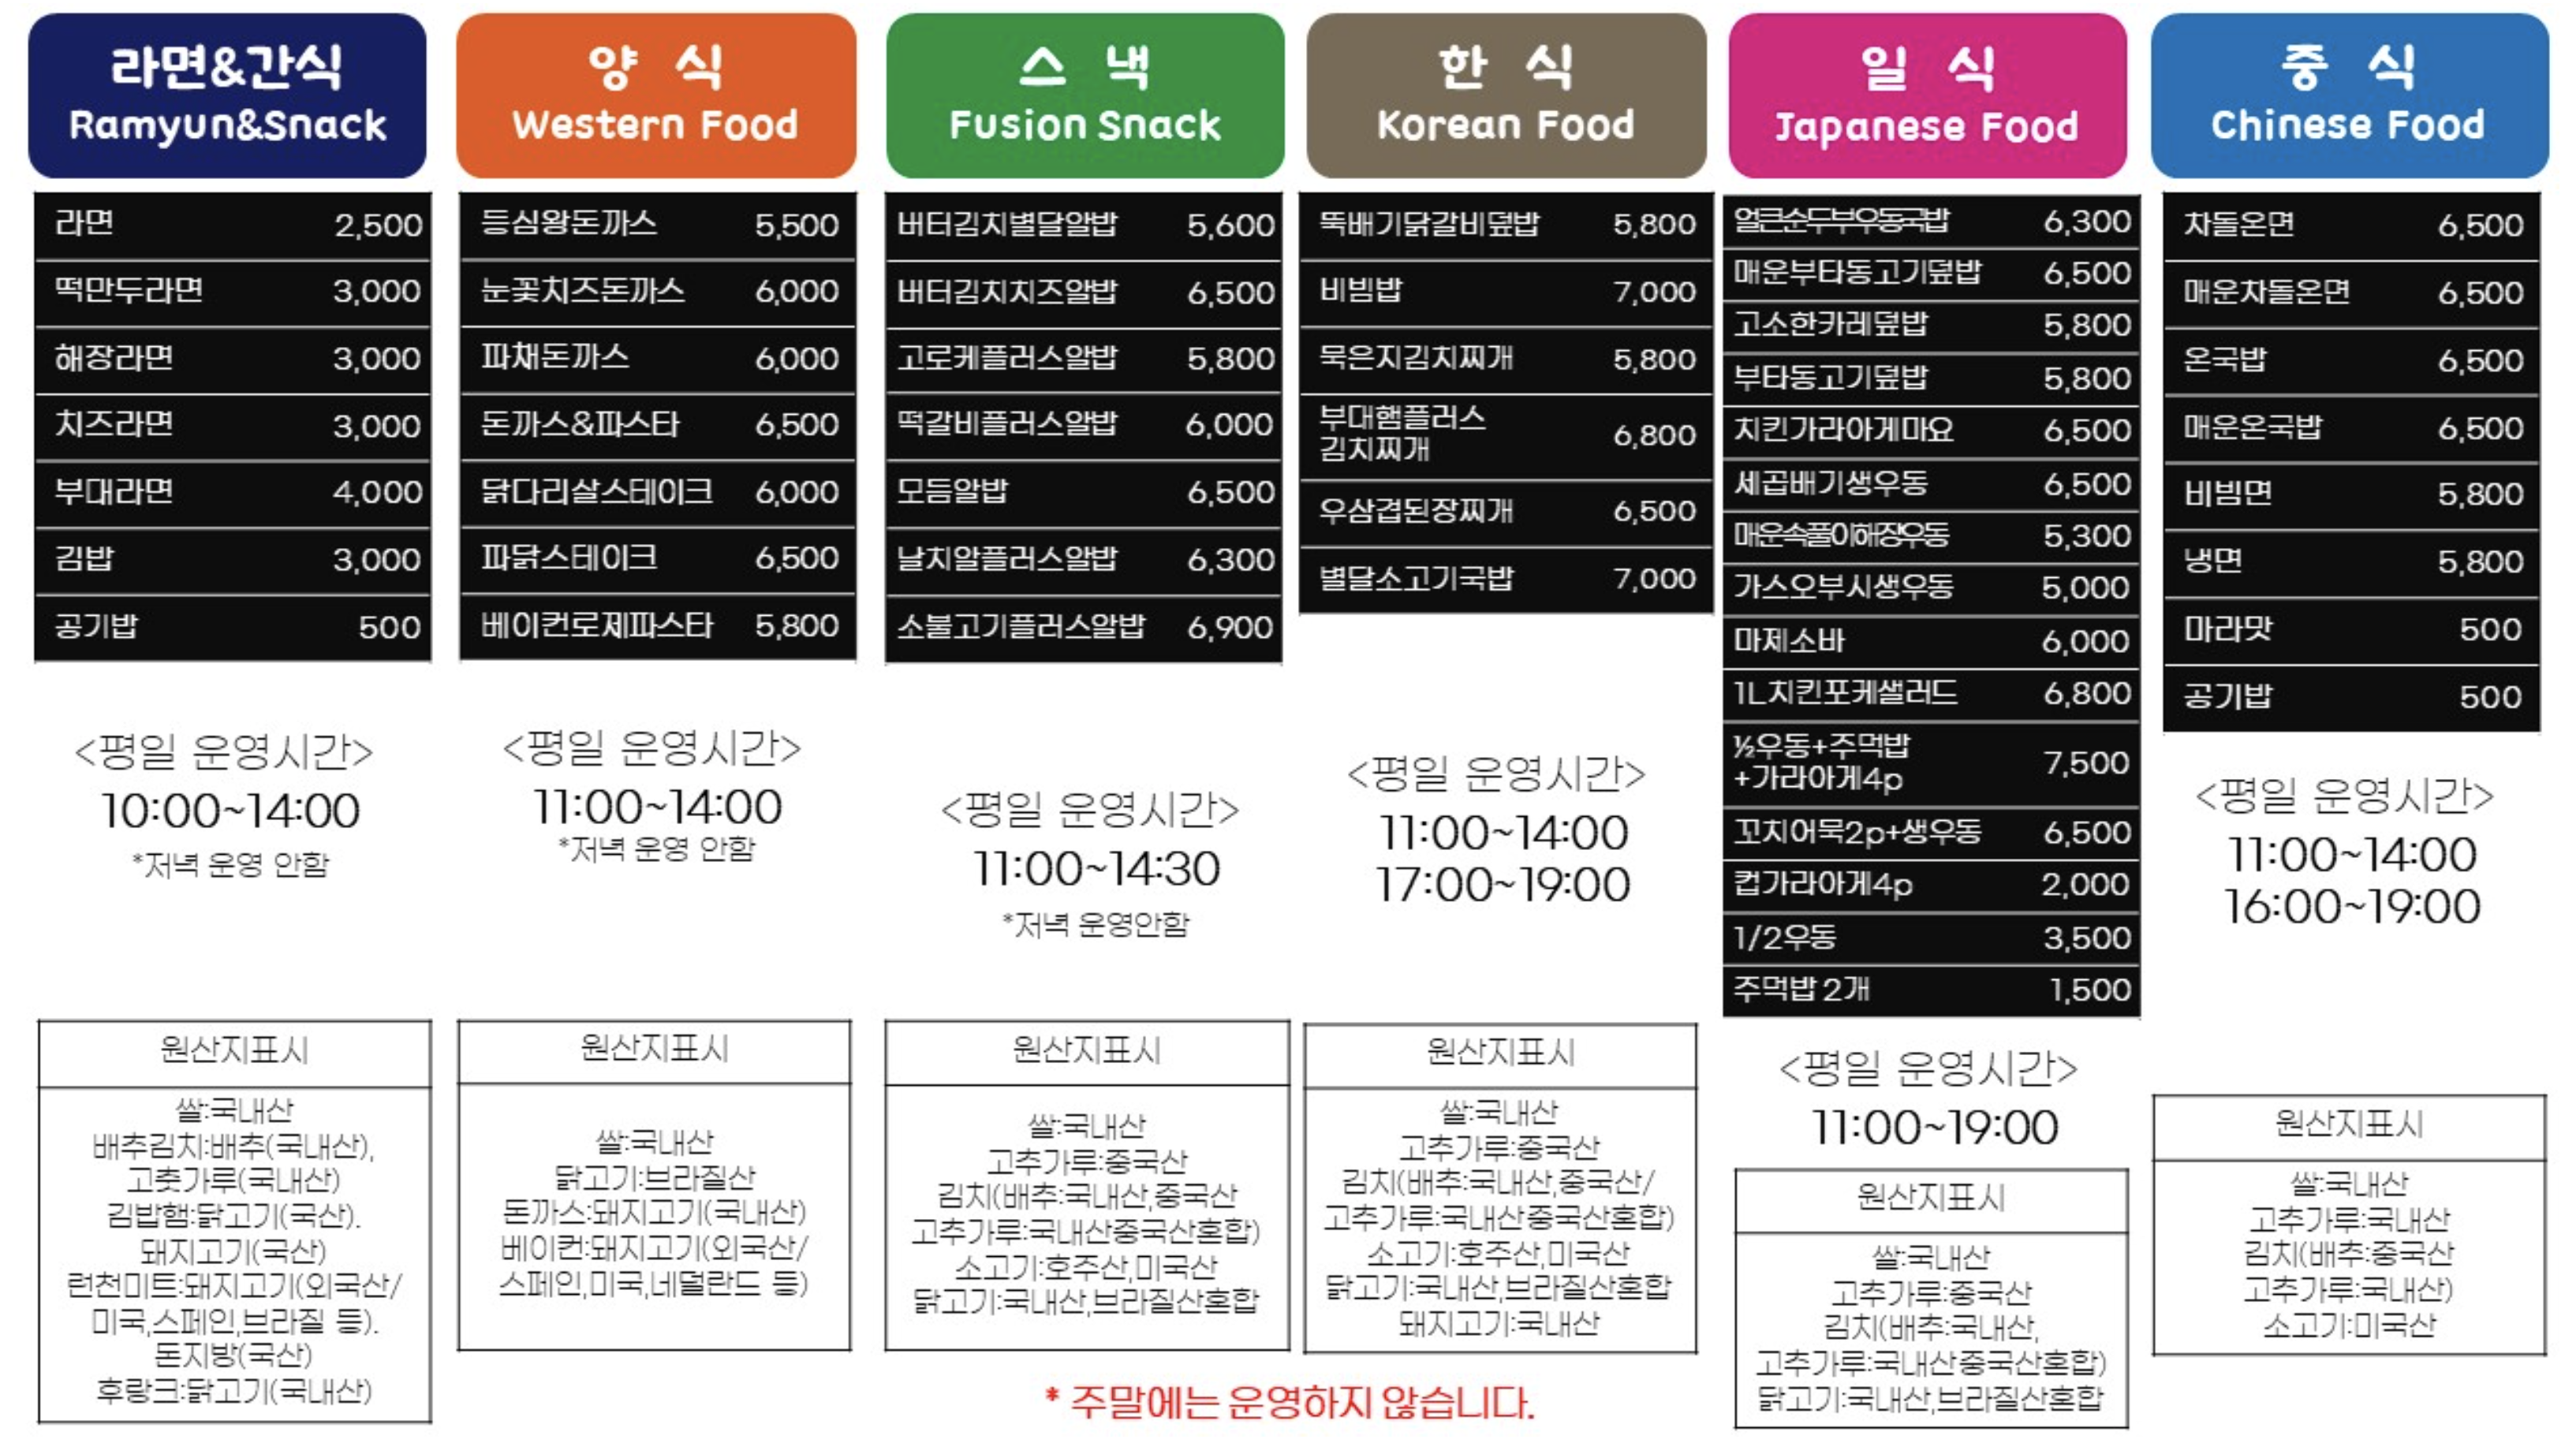 라면&간식
Ramyun&Snack
라면 2,500
떡만두라면 3,000
해장라면 3,000
치즈라면 3,000
부대라면 4,000
김밥 3,000
공기밥 500
<평일 운영시간>
10:00~14:00
*저녁 운영 안함
원산지표시
쌀:국내산
배추김치:배추(국내산),
고춧가루(국내산)
김밥햄:닭고기(국산).
돼지고기(국산)
런천미트:돼지고기(외국산/
미국,스페인,브라질 등).
돈지방(국산)
후랑크:닭고기(국내산)
양 식
Western Food
등심왕돈까스 5,500
눈꽃치즈돈까스 6,000
파채돈까스 6,000
돈까스&파스타 6,500
닭다리살스테이크 6,000
파닭스테이크 6,500
베이컨로제파스타 5,800
<평일 운영시간>
11:00~14:00
*저녁 운영 안함
원산지표시
쌀:국내산
닭고기:브라질산
돈까스:돼지고기(국내산)
베이컨:돼지고기(외국산/
스페인,미국,네덜란드 등)
스 낵
Fusion Snack
버터김치별달알밥 5,600
버터김치치즈알밥 6,500
고로케플러스알밥 5,800
떡갈비플러스알밥 6,000
모듬알밥 6,500
날치알플러스알밥 6,300
소불고기플러스알밥 6,900
<평일 운영시간>
11:00~14:30
*저녁 운영안함
원산지표시
쌀:국내산
고추가루:중국산
김치(배추:국내산,중국산
고추가루:국내산중국산혼합)
소고기:호주산,미국산
닭고기:국내산,브라질산혼합
한 식
Korean Food
뚝배기닭갈비덮밥 5,800
비빔밥 7,000
묵은지김치찌개 5,800
부대햄플러스
김치찌개 6,800
우삼겹된장찌개 6,500
별달소고기국밥 7,000
<평일 운영시간>
11:00~14:00
17:00~19:00
원산지표시
쌀:국내산
고추가루:중국산
김치(배추:국내산,중국산/
고추가루:국내산중국산혼합)
소고기:호주산,미국산
닭고기:국내산,브라질산혼합
돼지고기:국내산
일 식
Japanese Food
얼큰순두부우동국밥 6,300
매운부타동고기덮밥 6,500
고소한카레덮밥 5,800
부타동고기덮밥 5,800
치킨가라아게마요 6,500
세곱배기생우동 6,500
매운속풀이해장우동 5,300
가스오부시생우동 5,000
마제소바 6,000
1L치킨포케샐러드 6,800
½우동+주먹밥
+가라아게4p 7,500
꼬치어묵2p+생우동 6,500
컵가라아게4p 2,000
1/2우동 3,500
주먹밥 2개 1,500
<평일 운영시간>
11:00~19:00
원산지표시
쌀:국내산
고추가루:중국산
김치(배추:국내산,
고추가루:국내산중국산혼합)
닭고기:국내산,브라질산혼합
중 식
Chinese Food
차돌온면 6,500
매운차돌온면 6,500
온국밥 6,500
매운온국밥 6,500
비빔면 5,800
냉면 5,800
마라맛 500
공기밥 500
<평일 운영시간>
11:00~14:00
16:00~19:00
원산지표시
쌀:국내산
고추가루:국내산
김치(배추:중국산
고추가루:국내산)
소고기:미국산
* 주말에는 운영하지 않습니다.